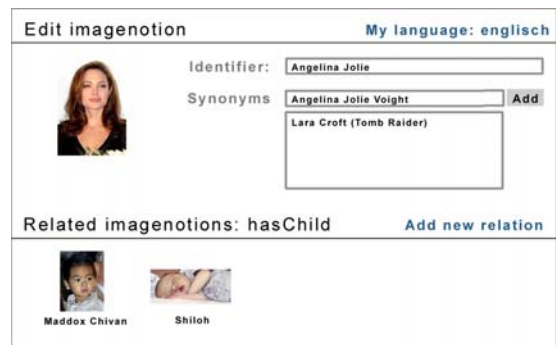 Edit imagenotion My language: englisch
Identifier: Angelina Jolie
Synonyms Angelina Jolie Voight Add
Lara Croft (Tomb Raider)
Related imagenotions: hasChild Add new relation
Maddox Chivan Shiloh